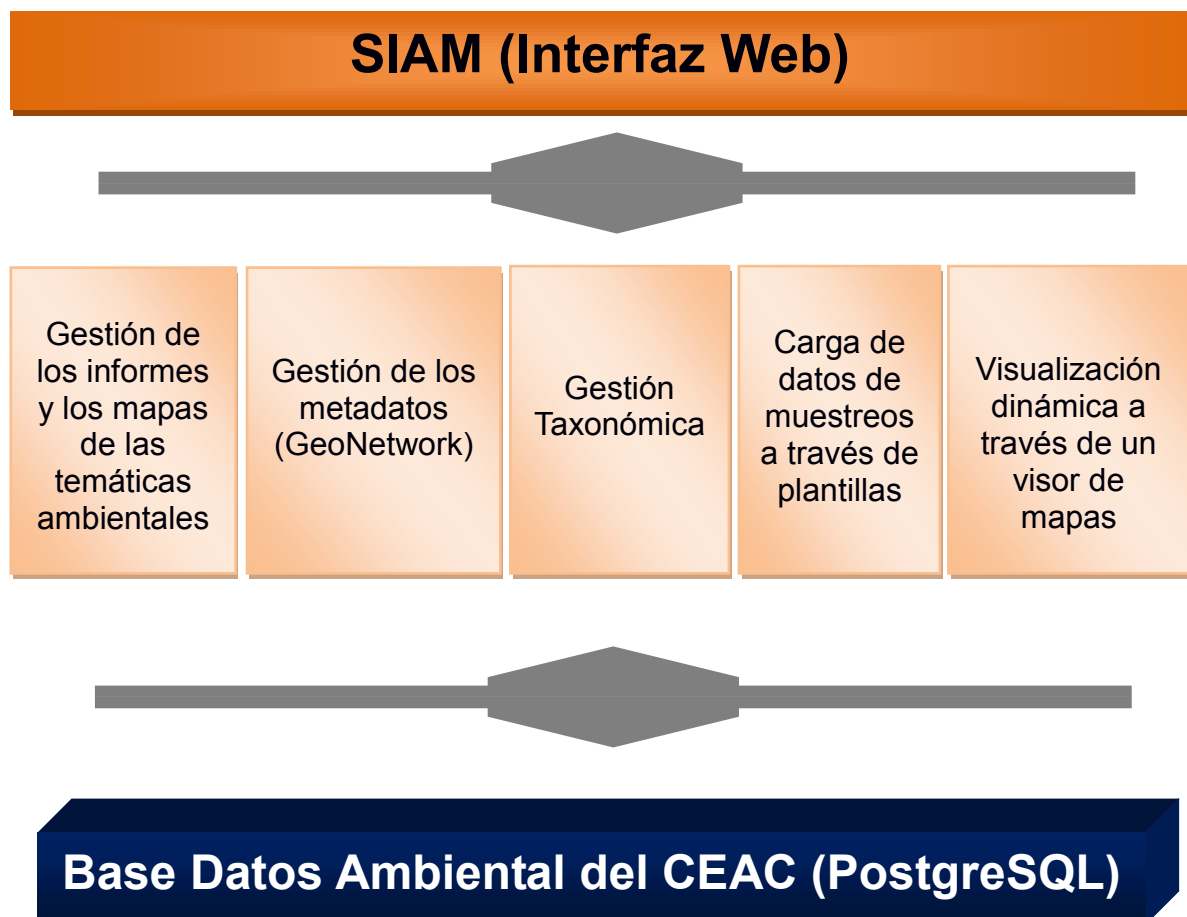 SIAM (Interfaz Web)
Gestión de
los informes
y los mapas
de las
temáticas
ambientales
Gestión de los
metadatos
(GeoNetwork)
Gestión
Taxonómica
Carga de
datos de
muestreos
a través de
plantillas
Visualización
dinámica a
través de un
visor de
mapas
Base Datos Ambiental del CEAC (PostgreSQL)